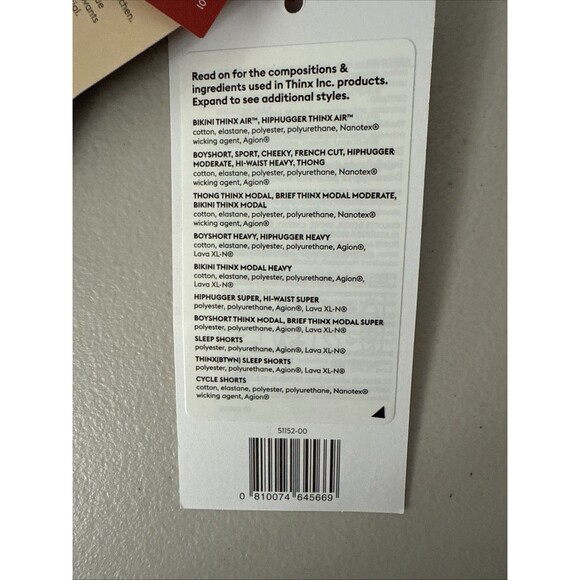 chen.
ue
vants
al.
10
Read on for the compositions &
ingredients used in Thinx Inc. products.
Expand to see additional styles.
BIKINI THINX AIR™, HIPHUGGER THINX AIR™
cotton, elastane, polyester, polyurethane, Nanotex®
wicking agent, Agion®
BOYSHORT, SPORT, CHEEKY, FRENCH CUT, HIPHUGGER
MODERATE, HI-WAIST HEAVY, THONG
cotton, elastane, polyester, polyurethane, Nanotex®
wicking agent, Agion®
THONG THINX MODAL, BRIEF THINX MODAL MODERATE,
BIKINI THINX MODAL
cotton, elastane, polyester, polyurethane, Nanotex®
wicking agent, Agion®
BOYSHORT HEAVY, HIPHUGGER HEAVY
cotton, elastane, polyester, polyurethane, Agion®,
Lava XL-N®
BIKINI THINX MODAL HEAVY
cotton, elastane, polyester, polyurethane, Agion®,
Lava XL-N®
HIPHUGGER SUPER, HI-WAIST SUPER
polyester, polyurethane, Agion®, Lava XL-N®
BOYSHORT THINX MODAL, BRIEF THINX MODAL SUPER
polyester, polyurethane, Agion®, Lava XL-N®
SLEEP SHORTS
polyester, polyurethane, Agion®, Lava XL-N®
THINX(BTWN) SLEEP SHORTS
polyester, polyurethane, Agion®, Lava XL-N®
CYCLE SHORTS
cotton, elastane, polyester, polyurethane, Nanotex®
wicking agent, Agion®
51152-00
0 810074 645669